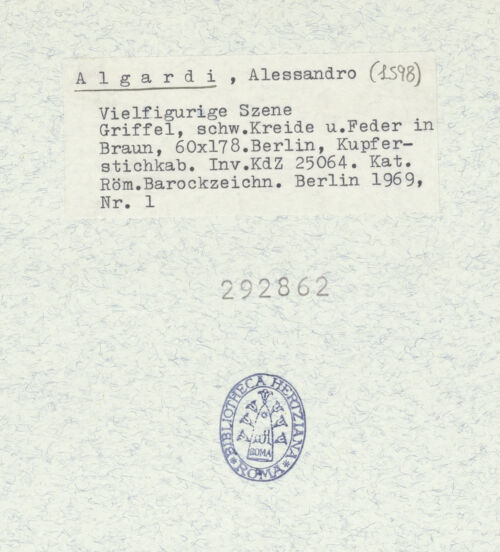 Algardi, Alessandro (1598)
Vielfigurige Szene
Griffel, schw.Kreide u.Feder in
Braun, 60x178.Berlin, Kupfer-
stichkab. Inv.KdZ 25064. Kat.
Röm.Barockzeichn. Berlin 1969,
Nr. 1
292862
BIBLIOTHECA HERTZIANA
ROMA
*ROMA*